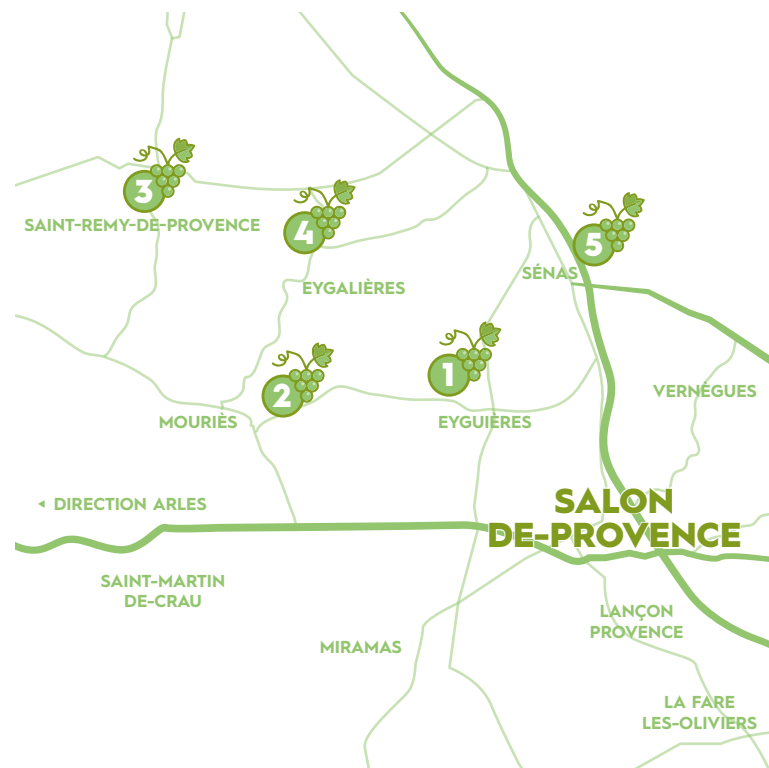 3
SAINT-REMY-DE-PROVENCE
4
EYGALIÈRES
5
SÉNAS
1
EYGUIÈRES
2
MOURIÈS
VERNÈGUES
◄ DIRECTION ARLES
SALON
DE-PROVENCE
SAINT-MARTIN
DE-CRAU
LANÇON
PROVENCE
MIRAMAS
LA FARE
LES-OLIVIERS